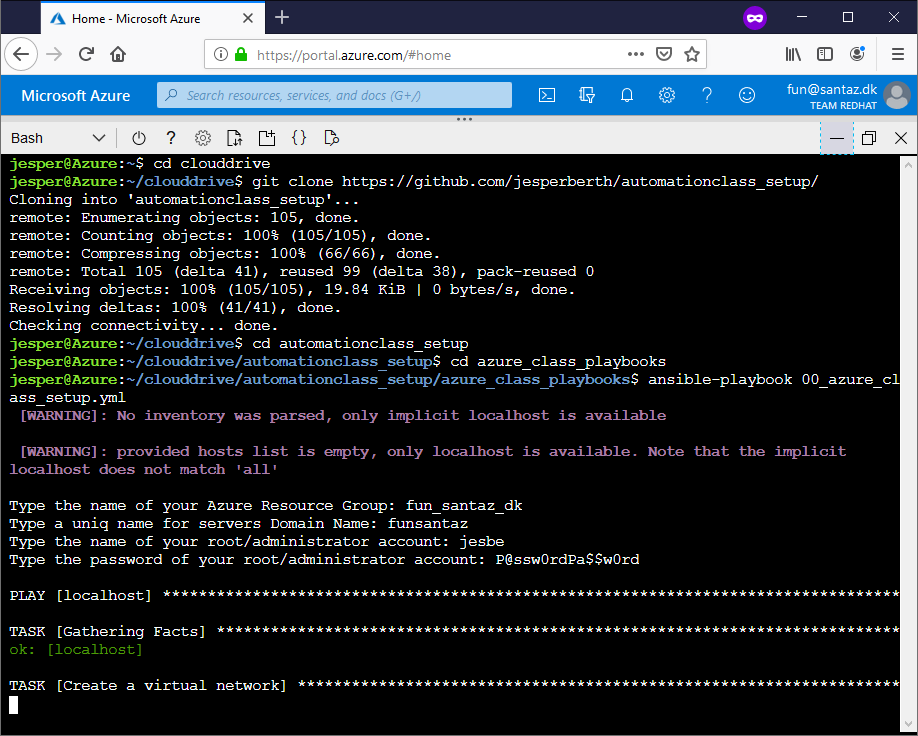 Home - Microsoft Azure
https://portal.azure.com/#home
Microsoft Azure
Search resources, services, and docs (G+/)
fun@santaz.dk
TEAM REDHAT
Bash
jesper@Azure:~$ cd clouddrive
jesper@Azure:~/clouddrive$ git clone https://github.com/jesperberth/automationclass_setup/
Cloning into 'automationclass_setup'...
remote: Enumerating objects: 105, done.
remote: Counting objects: 100% (105/105), done.
remote: Compressing objects: 100% (66/66), done.
remote: Total 105 (delta 41), reused 99 (delta 38), pack-reused 0
Receiving objects: 100% (105/105), 19.84 KiB | 0 bytes/s, done.
Resolving deltas: 100% (41/41), done.
Checking connectivity... done.
jesper@Azure:~/clouddrive$ cd automationclass_setup
jesper@Azure:~/clouddrive/automationclass_setup$ cd azure_class_playbooks
jesper@Azure:~/clouddrive/automationclass_setup/azure_class_playbooks$ ansible-playbook 00_azure_cl
ass_setup.yml
[WARNING]: No inventory was parsed, only implicit localhost is available
[WARNING]: provided hosts list is empty, only localhost is available. Note that the implicit
localhost does not match 'all'
Type the name of your Azure Resource Group: fun_santaz_dk
Type a uniq name for servers Domain Name: funsantaz
Type the name of your root/administrator account: jesbe
Type the password of your root/administrator account: P@ssw0rdPa$$w0rd
PLAY [localhost] **********************************************************************************
TASK [Gathering Facts] ****************************************************************************
ok: [localhost]
TASK [Create a virtual network] *******************************************************************